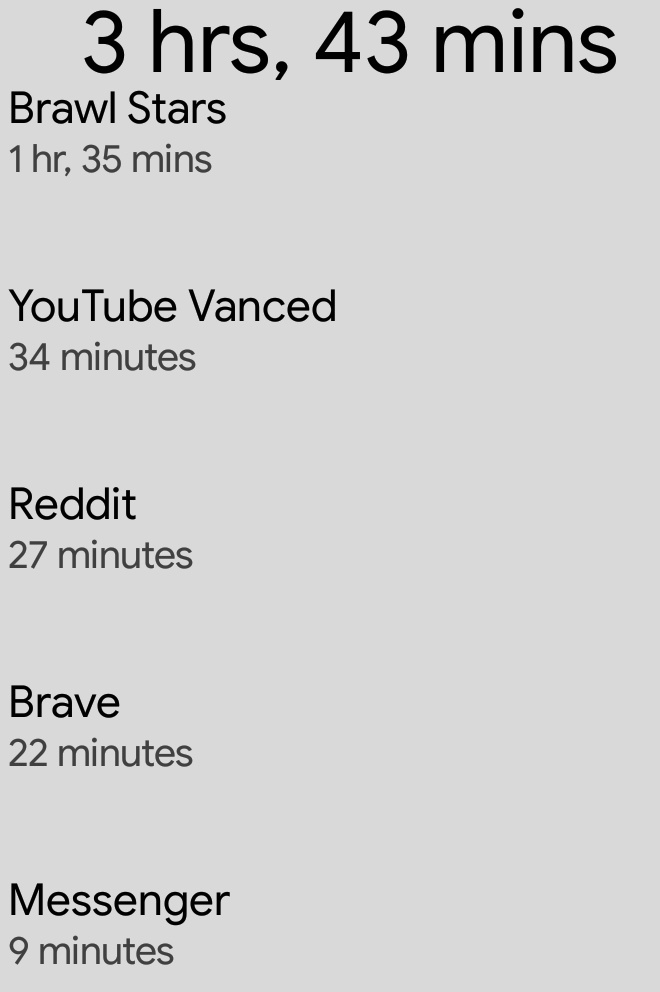 3 hrs, 43 mins
Brawl Stars
1 hr, 35 mins
YouTube Vanced
34 minutes
Reddit
27 minutes
Brave
22 minutes
Messenger
9 minutes